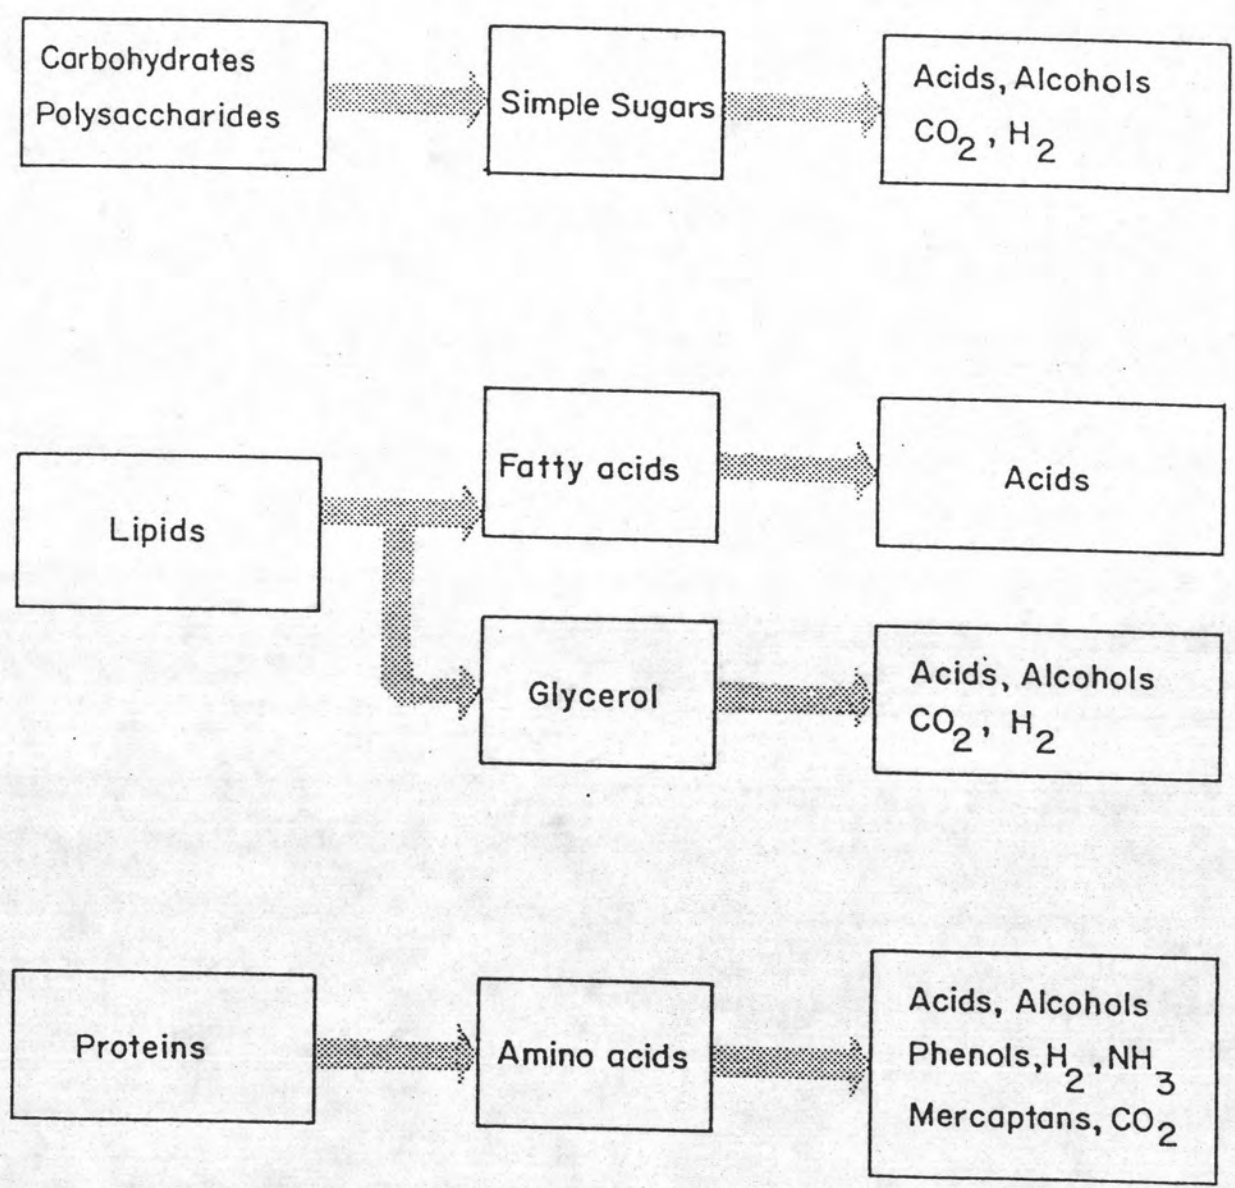 Carbohydrates
Polysaccharides
Simple Sugars
Acids, Alcohols
CO2, H2
Lipids
Fatty acids
Acids
Glycerol
Acids, Alcohols
CO2, H2
Proteins
Amino acids
Acids, Alcohols
Phenols, H2, NH3
Mercaptans, CO2